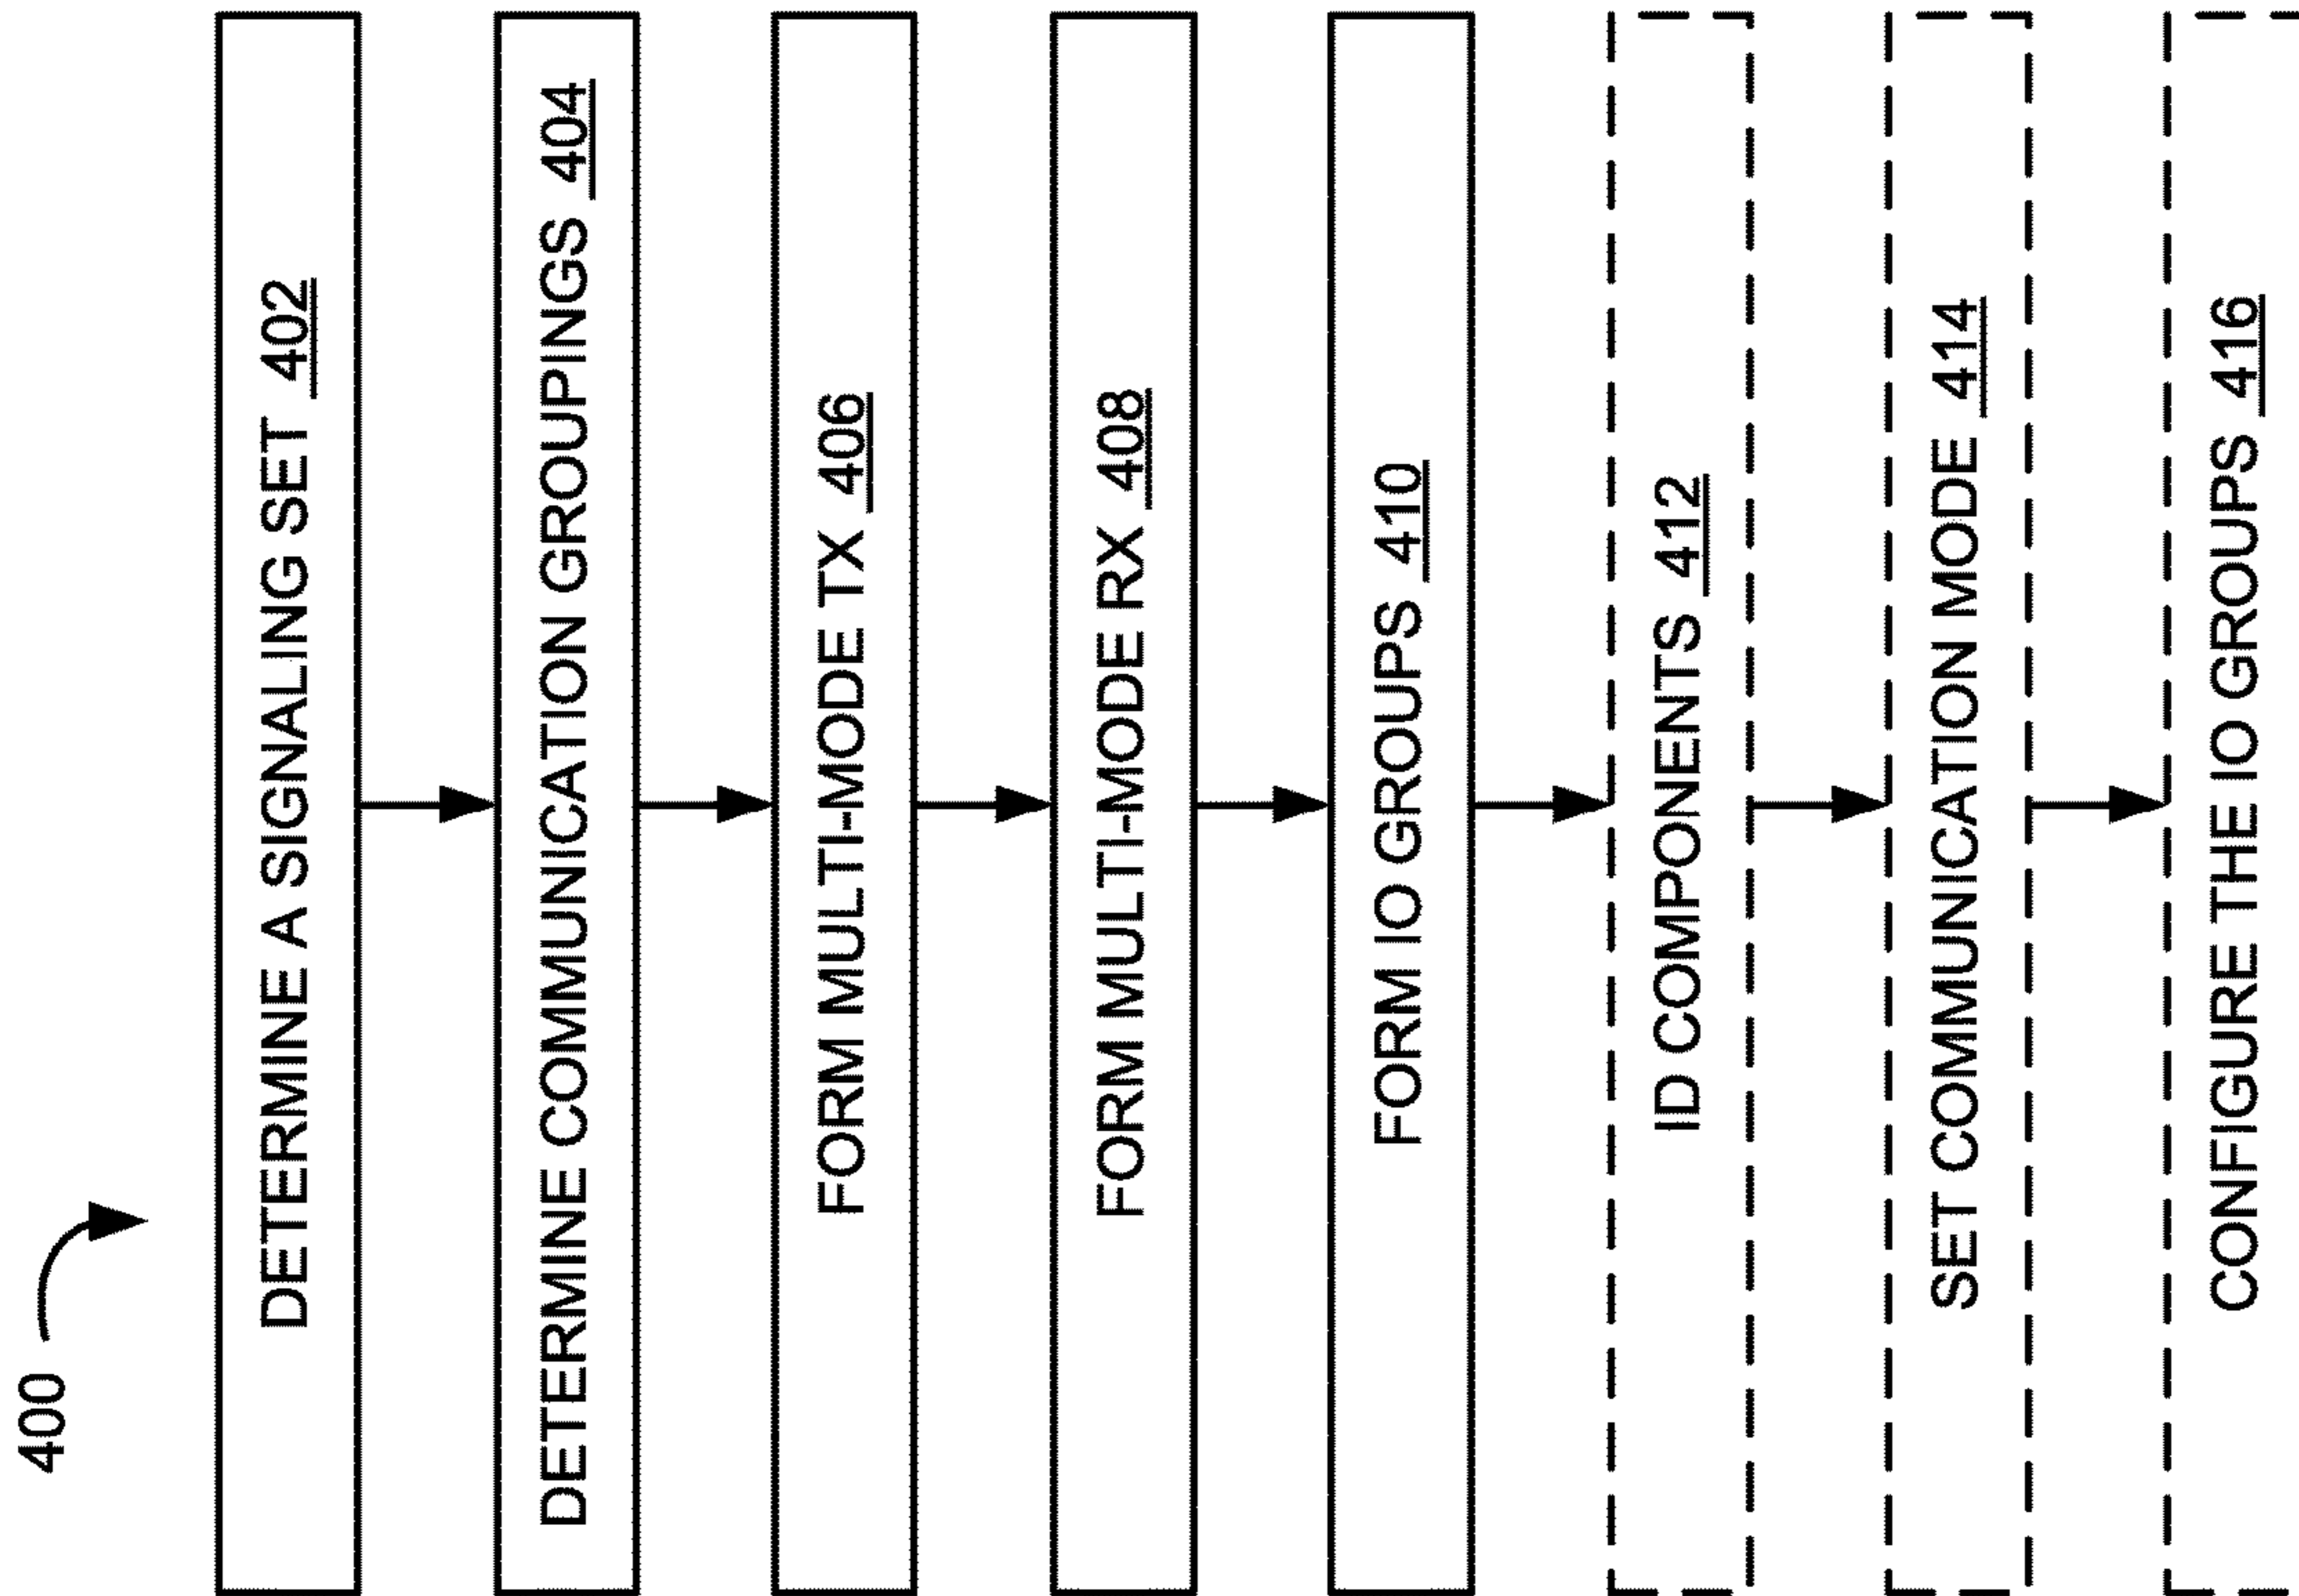 400
DETERMINE A SIGNALING SET 402
DETERMINE COMMUNICATION GROUPINGS 404
FORM MULTI-MODE TX 406
FORM MULTI-MODE RX 408
FORM IO GROUPS 410
ID COMPONENTS 412
SET COMMUNICATION MODE 414
CONFIGURE THE IO GROUPS 416